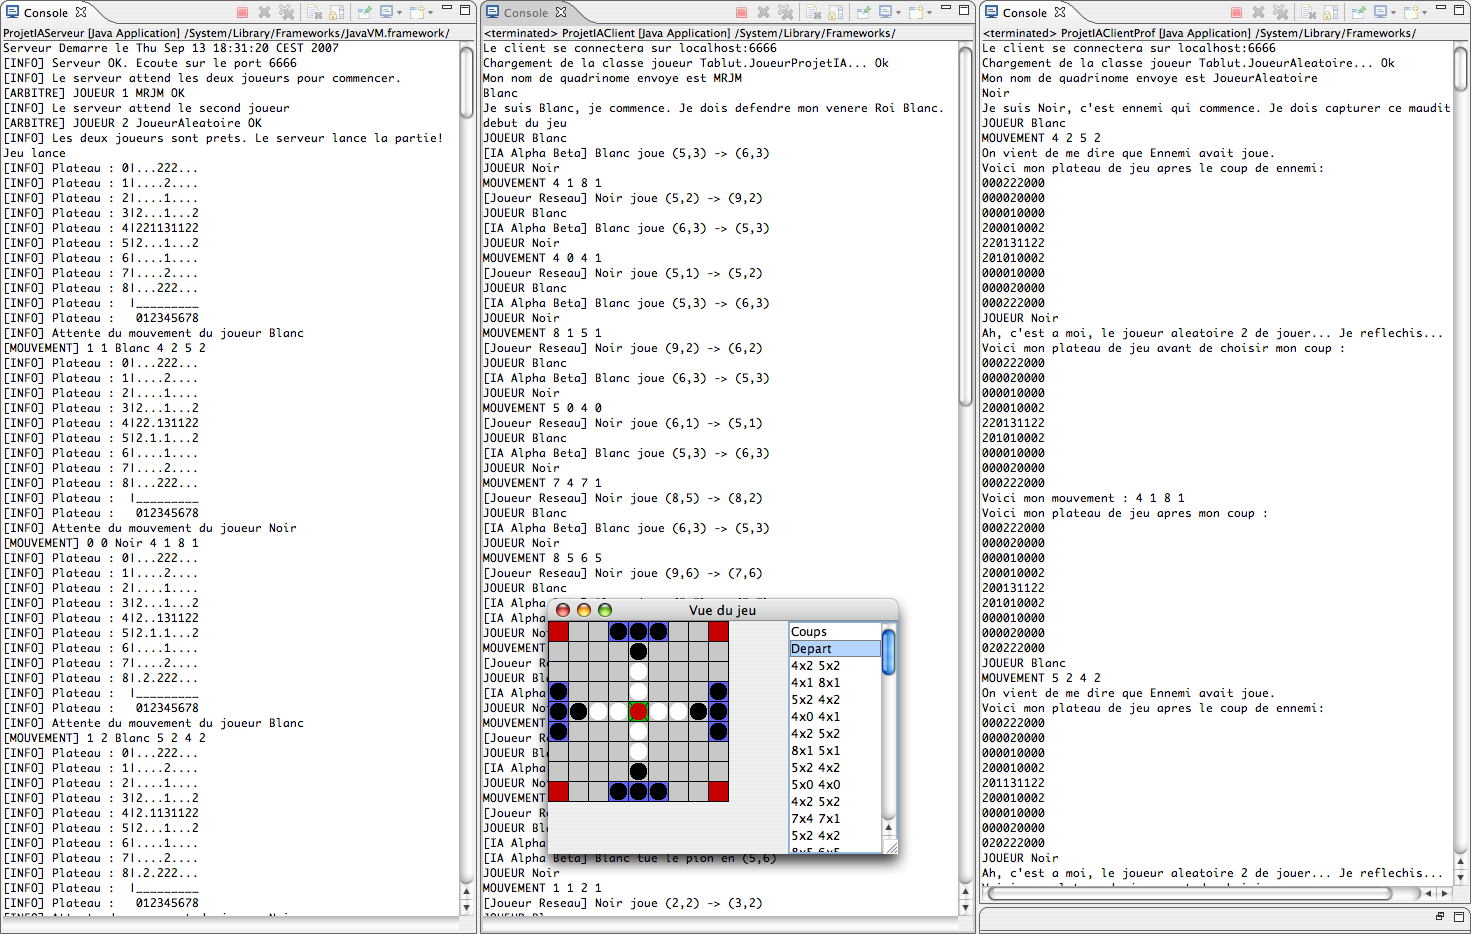 Console
ProjetIAServeur [Java Application] /System/Library/Frameworks/JavaVM.framework/
Serveur Demarre le Thu Sep 13 18:31:20 CEST 2007
[INFO] Serveur OK. Ecoute sur le port 6666
[INFO] Le serveur attend les deux joueurs pour commencer.
[ARBITRE] JOUEUR 1 MRJM OK
[INFO] Le serveur attend le second joueur
[ARBITRE] JOUEUR 2 JoueurAleatoire OK
[INFO] Les deux joueurs sont prets. Le serveur lance la partie!
Jeu lance
[INFO] Plateau : 0|...222...
[INFO] Plateau : 1|....2....
[INFO] Plateau : 2|....1....
[INFO] Plateau : 3|2...1...2
[INFO] Plateau : 4|221131122
[INFO] Plateau : 5|2...1...2
[INFO] Plateau : 6|....1....
[INFO] Plateau : 7|....2....
[INFO] Plateau : 8|...222...
[INFO] Plateau :  |_________
[INFO] Plateau :   012345678
[INFO] Attente du mouvement du joueur Blanc
[MOUVEMENT] 1 1 Blanc 4 2 5 2
[INFO] Plateau : 0|...222...
[INFO] Plateau : 1|....2....
[INFO] Plateau : 2|....1....
[INFO] Plateau : 3|2...1...2
[INFO] Plateau : 4|22.131122
[INFO] Plateau : 5|2.1.1...2
[INFO] Plateau : 6|....1....
[INFO] Plateau : 7|....2....
[INFO] Plateau : 8|...222...
[INFO] Plateau :  |_________
[INFO] Plateau :   012345678
[INFO] Attente du mouvement du joueur Noir
[MOUVEMENT] 0 0 Noir 4 1 8 1
[INFO] Plateau : 0|...222...
[INFO] Plateau : 1|....2....
[INFO] Plateau : 2|....1....
[INFO] Plateau : 3|2...1...2
[INFO] Plateau : 4|2..131122
[INFO] Plateau : 5|2.1.1...2
[INFO] Plateau : 6|....1....
[INFO] Plateau : 7|....2....
[INFO] Plateau : 8|.2.222...
[INFO] Plateau :  |_________
[INFO] Plateau :   012345678
[INFO] Attente du mouvement du joueur Blanc
[MOUVEMENT] 1 2 Blanc 5 2 4 2
[INFO] Plateau : 0|...222...
[INFO] Plateau : 1|....2....
[INFO] Plateau : 2|....1....
[INFO] Plateau : 3|2...1...2
[INFO] Plateau : 4|2.1131122
[INFO] Plateau : 5|2...1...2
[INFO] Plateau : 6|....1....
[INFO] Plateau : 7|....2....
[INFO] Plateau : 8|.2.222...
[INFO] Plateau :  |_________
[INFO] Plateau :   012345678
Console
<terminated> ProjetIAClient [Java Application] /System/Library/Frameworks/
Le client se connectera sur localhost:6666
Chargement de la classe joueur Tablut.JoueurProjetIA... Ok
Mon nom de quadrinome envoye est MRJM
Blanc
Je suis Blanc, je commence. Je dois defendre mon venere Roi Blanc.
debut du jeu
JOUEUR Blanc
[IA Alpha Beta] Blanc joue (5,3) -> (6,3)
JOUEUR Noir
MOUVEMENT 4 1 8 1
[Joueur Reseau] Noir joue (5,2) -> (9,2)
JOUEUR Blanc
[IA Alpha Beta] Blanc joue (6,3) -> (5,3)
JOUEUR Noir
MOUVEMENT 4 0 4 1
[Joueur Reseau] Noir joue (5,1) -> (5,2)
JOUEUR Blanc
[IA Alpha Beta] Blanc joue (5,3) -> (6,3)
JOUEUR Noir
MOUVEMENT 8 1 5 1
[Joueur Reseau] Noir joue (9,2) -> (6,2)
JOUEUR Blanc
[IA Alpha Beta] Blanc joue (6,3) -> (5,3)
JOUEUR Noir
MOUVEMENT 5 0 4 0
[Joueur Reseau] Noir joue (6,1) -> (5,1)
JOUEUR Blanc
[IA Alpha Beta] Blanc joue (5,3) -> (6,3)
JOUEUR Noir
MOUVEMENT 7 4 7 1
[Joueur Reseau] Noir joue (8,5) -> (8,2)
JOUEUR Blanc
[IA Alpha Beta] Blanc joue (6,3) -> (5,3)
JOUEUR Noir
MOUVEMENT 8 5 6 5
[Joueur Reseau] Noir joue (9,6) -> (7,6)
JOUEUR Blanc
[IA Alpha
JOUEUR No
MOUVEMENT
[Joueur R
JOUEUR Bl
[IA Alpha
JOUEUR No
MOUVEMENT
[Joueur R
JOUEUR Bl
[IA Alpha
JOUEUR No
MOUVEMENT
[Joueur R
JOUEUR Bl
[IA Alpha
[IA Alpha Beta] Blanc tue le pion en (5,6)
JOUEUR Noir
MOUVEMENT 1 1 2 1
[Joueur Reseau] Noir joue (2,2) -> (3,2)
Vue du jeu
Coups
Depart
4x2 5x2
4x1 8x1
5x2 4x2
4x0 4x1
4x2 5x2
8x1 5x1
5x2 4x2
5x0 4x0
4x2 5x2
7x4 7x1
5x2 4x2
8x5 6x5
Console
<terminated> ProjetIAClientProf [Java Application] /System/Library/Frameworks/
Le client se connectera sur localhost:6666
Chargement de la classe joueur Tablut.JoueurAleatoire... Ok
Mon nom de quadrinome envoye est JoueurAleatoire
Noir
Je suis Noir, c'est ennemi qui commence. Je dois capturer ce maudit
JOUEUR Blanc
MOUVEMENT 4 2 5 2
On vient de me dire que Ennemi avait joue.
Voici mon plateau de jeu apres le coup de ennemi:
000222000
000020000
000010000
200010002
220131122
201010002
000010000
000020000
000222000
JOUEUR Noir
Ah, c'est a moi, le joueur aleatoire 2 de jouer... Je reflechis...
Voici mon plateau de jeu avant de choisir mon coup :
000222000
000020000
000010000
200010002
220131122
201010002
000010000
000020000
000222000
Voici mon mouvement : 4 1 8 1
Voici mon plateau de jeu apres mon coup :
000222000
000020000
000010000
200010002
200131122
201010002
000010000
000020000
020222000
JOUEUR Blanc
MOUVEMENT 5 2 4 2
On vient de me dire que Ennemi avait joue.
Voici mon plateau de jeu apres le coup de ennemi:
000222000
000020000
000010000
200010002
201131122
200010002
000010000
000020000
020222000
JOUEUR Noir
Ah, c'est a moi, le joueur aleatoire 2 de jouer... Je reflechis...